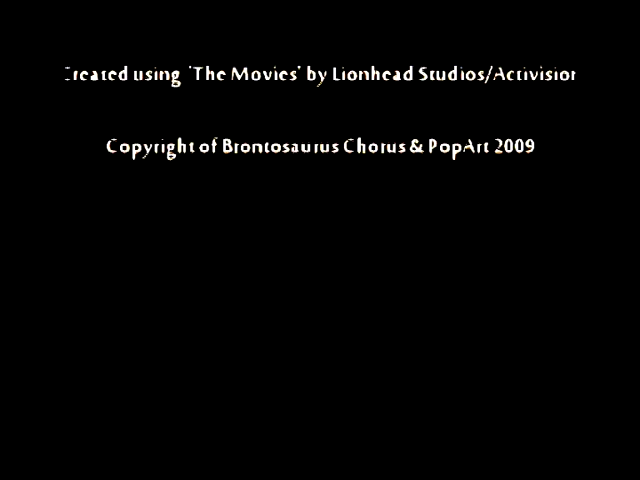 Created using 'The Movies' by Lionhead Studios/Activision
Copyright of Brontosaurus Chorus & PopArt 2009